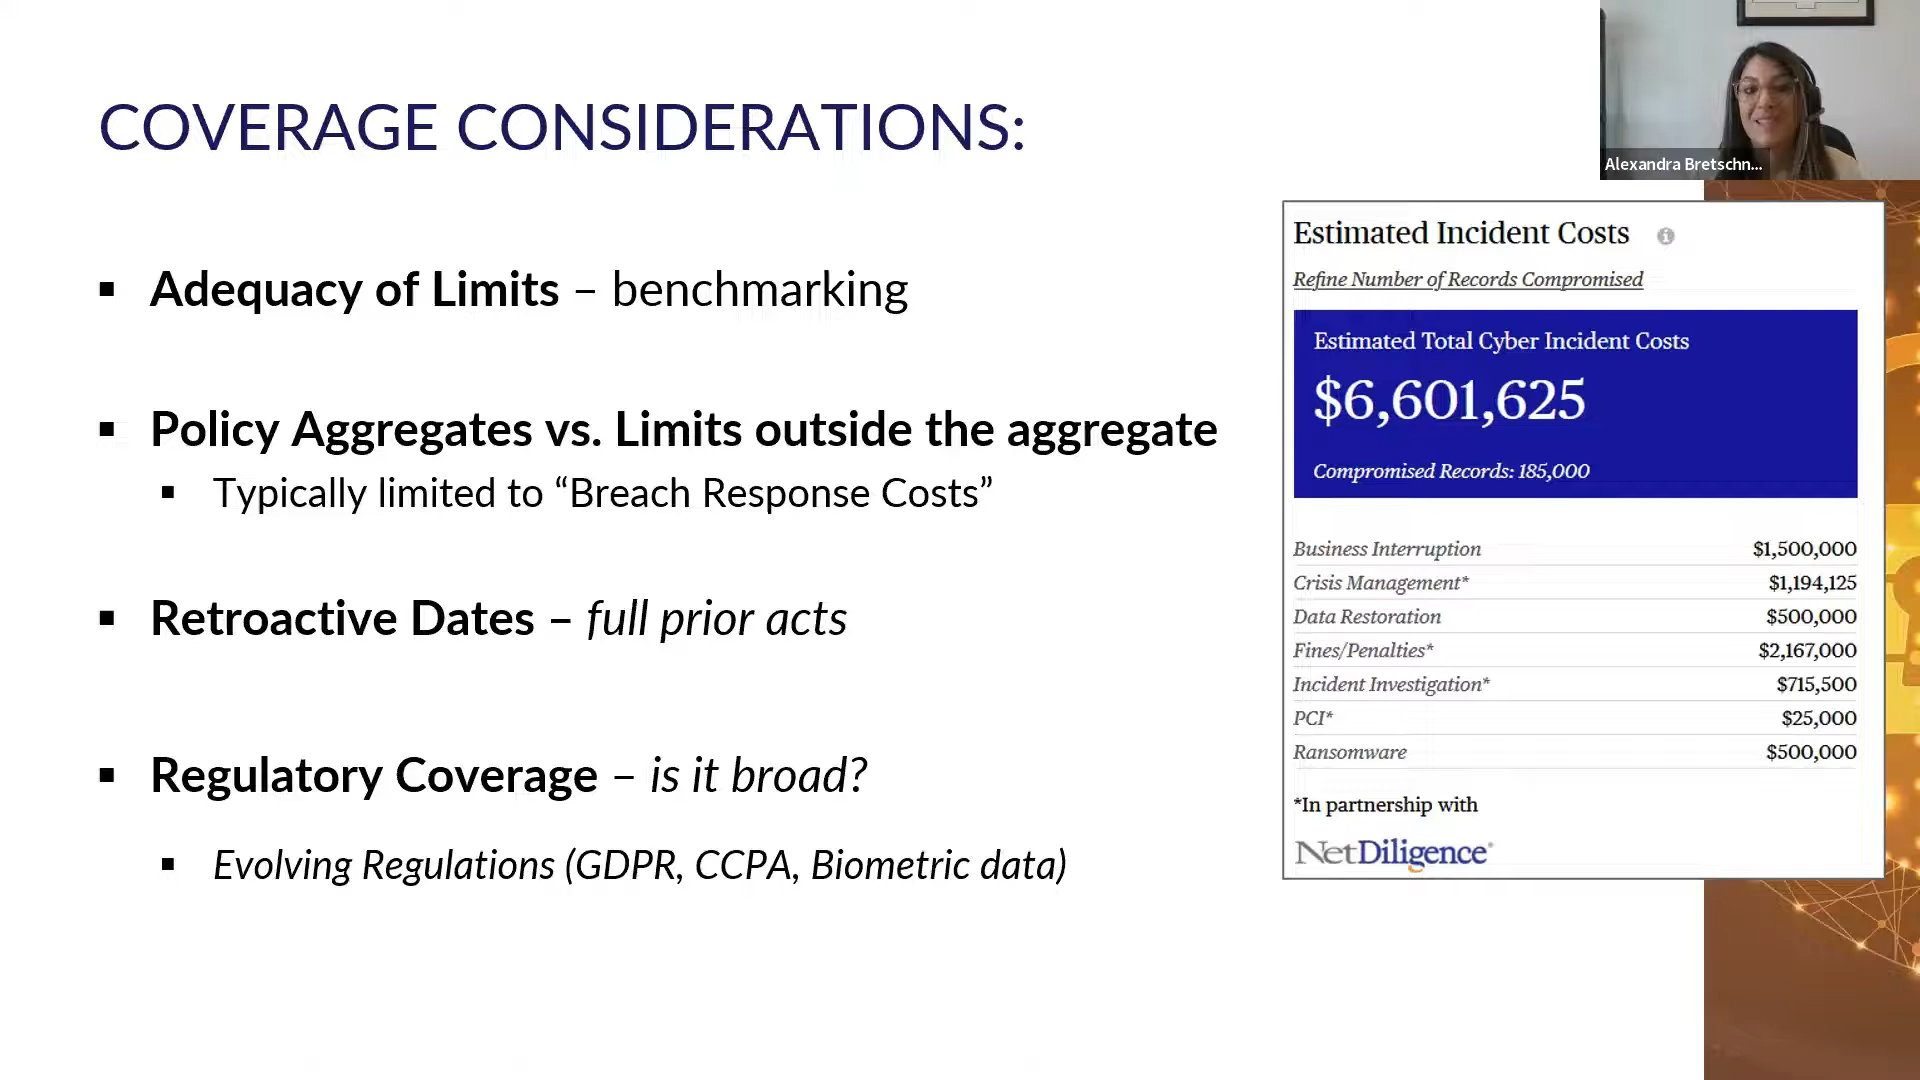 COVERAGE CONSIDERATIONS:
Alexandra Bretschn...
▪ Adequacy of Limits – benchmarking
▪ Policy Aggregates vs. Limits outside the aggregate
▪ Typically limited to “Breach Response Costs”
▪ Retroactive Dates – full prior acts
▪ Regulatory Coverage – is it broad?
▪ Evolving Regulations (GDPR, CCPA, Biometric data)
Estimated Incident Costs
Refine Number of Records Compromised
Estimated Total Cyber Incident Costs
$6,601,625
Compromised Records: 185,000
Business Interruption $1,500,000
Crisis Management* $1,194,125
Data Restoration $500,000
Fines/Penalties* $2,167,000
Incident Investigation* $715,500
PCI* $25,000
Ransomware $500,000
*In partnership with
NetDiligence®